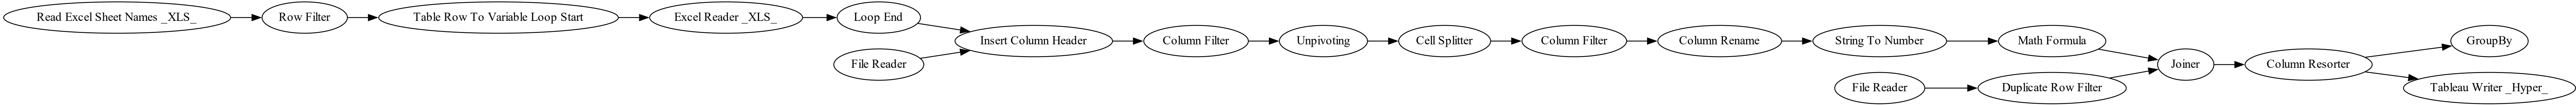 Read Excel Sheet Names _XLS_
Row Filter
Table Row To Variable Loop Start
Excel Reader _XLS_
Loop End
File Reader
Insert Column Header
Column Filter
Unpivoting
Cell Splitter
Column Filter
Column Rename
String To Number
Math Formula
File Reader
Duplicate Row Filter
Joiner
Column Resorter
GroupBy
Tableau Writer _Hyper_